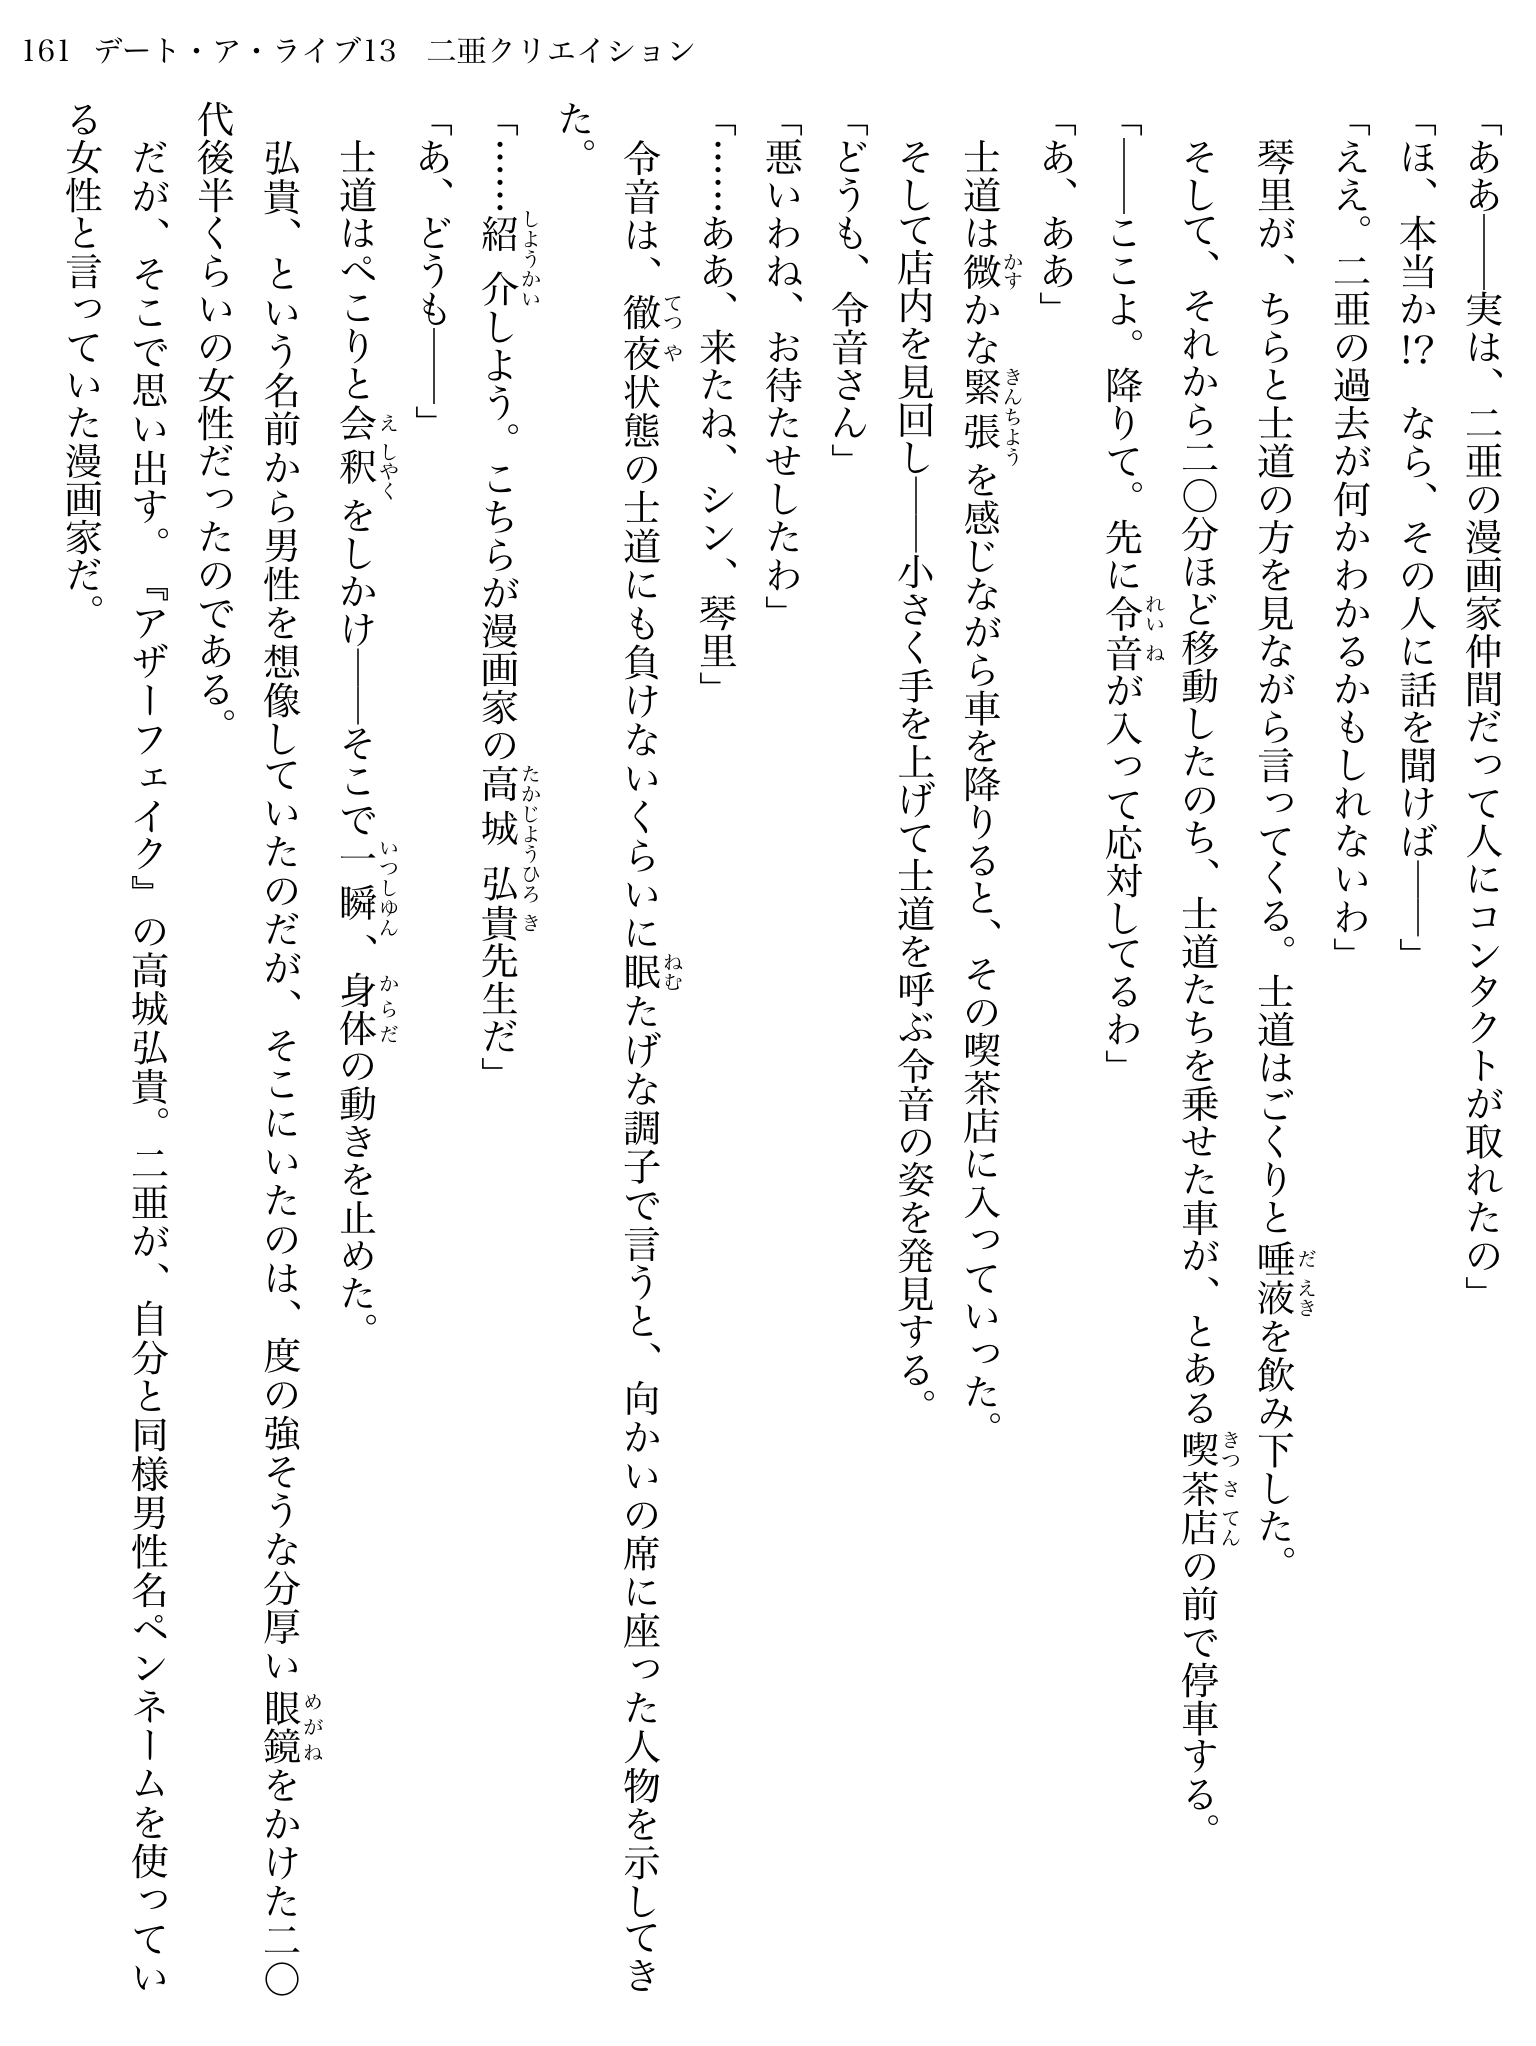 161 デート・ア・ライブ13　二亜クリエイション
「ああ――実は、二亜の漫画家仲間だって人にコンタクトが取れたの」
「ほ、本当か!?　なら、その人に話を聞けば――」
「ええ。二亜の過去が何かわかるかもしれないわ」
　琴里が、ちらと士道の方を見ながら言ってくる。士道はごくりと唾液を飲み下した。
　そして、それから二〇分ほど移動したのち、士道たちを乗せた車が、とある喫茶店の前で停車する。
「――ここよ。降りて。先に令音が入って応対してるわ」
「あ、ああ」
　士道は微かな緊張を感じながら車を降りると、その喫茶店に入っていった。
　そして店内を見回し――小さく手を上げて士道を呼ぶ令音の姿を発見する。
「どうも、令音さん」
「悪いわね、お待たせしたわ」
「……ああ、来たね、シン、琴里」
　令音は、徹夜状態の士道にも負けないくらいに眠たげな調子で言うと、向かいの席に座った人物を示してき
た。
「……紹介しよう。こちらが漫画家の高城弘貴先生だ」
「あ、どうも――」
　士道はぺこりと会釈をしかけ――そこで一瞬、身体の動きを止めた。
　弘貴、という名前から男性を想像していたのだが、そこにいたのは、度の強そうな分厚い眼鏡をかけた二〇
代後半くらいの女性だったのである。
　だが、そこで思い出す。『アザーフェイク』の高城弘貴。二亜が、自分と同様男性名ペンネームを使ってい
る女性と言っていた漫画家だ。